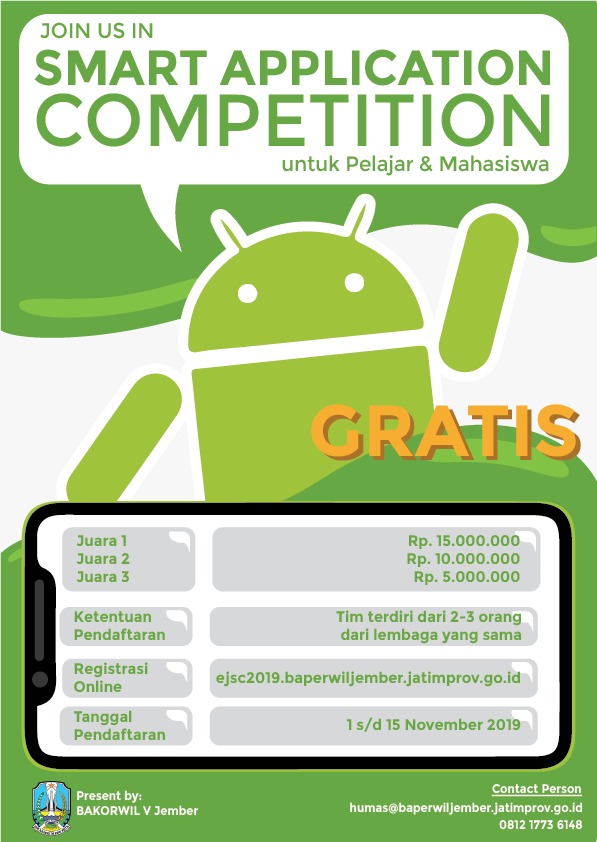 JOIN US IN
SMART APPLICATION
COMPETITION
untuk Pelajar & Mahasiswa
GRATIS
Juara 1 Rp. 15.000.000
Juara 2 Rp. 10.000.000
Juara 3 Rp. 5.000.000
Ketentuan
Pendaftaran
Tim terdiri dari 2-3 orang
dari lembaga yang sama
Registrasi
Online
ejsc2019.baperwiljember.jatimprov.go.id
Tanggal
Pendaftaran
1 s/d 15 November 2019
Present by:
BAKORWIL V Jember
Contact Person
humas@baperwiljember.jatimprov.go.id
0812 1773 6148